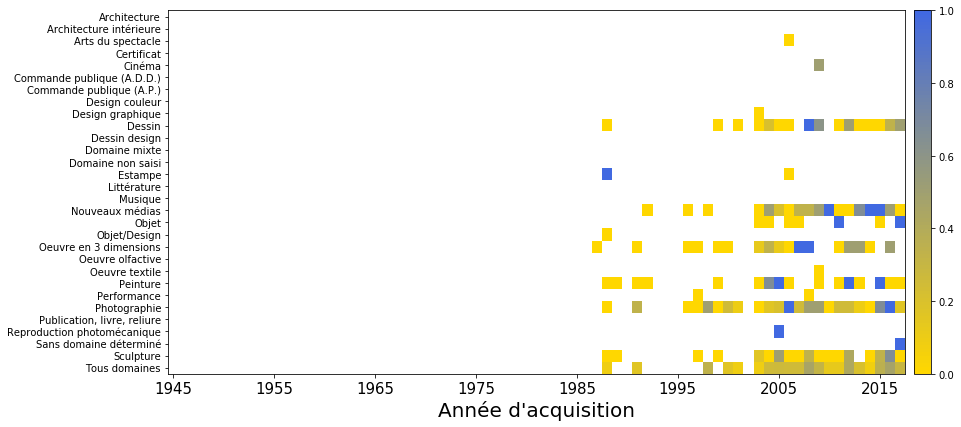 Architecture
Architecture intérieure
Arts du spectacle
Certificat
Cinéma
Commande publique (A.D.D.)
Commande publique (A.P.)
Design couleur
Design graphique
Dessin
Dessin design
Domaine mixte
Domaine non saisi
Estampe
Littérature
Musique
Nouveaux médias
Objet
Objet/Design
Oeuvre en 3 dimensions
Oeuvre olfactive
Oeuvre textile
Peinture
Performance
Photographie
Publication, livre, reliure
Reproduction photomécanique
Sans domaine déterminé
Sculpture
Tous domaines
1945 1955 1965 1975 1985 1995 2005 2015
Année d'acquisition
1.0
0.8
0.6
0.4
0.2
0.0